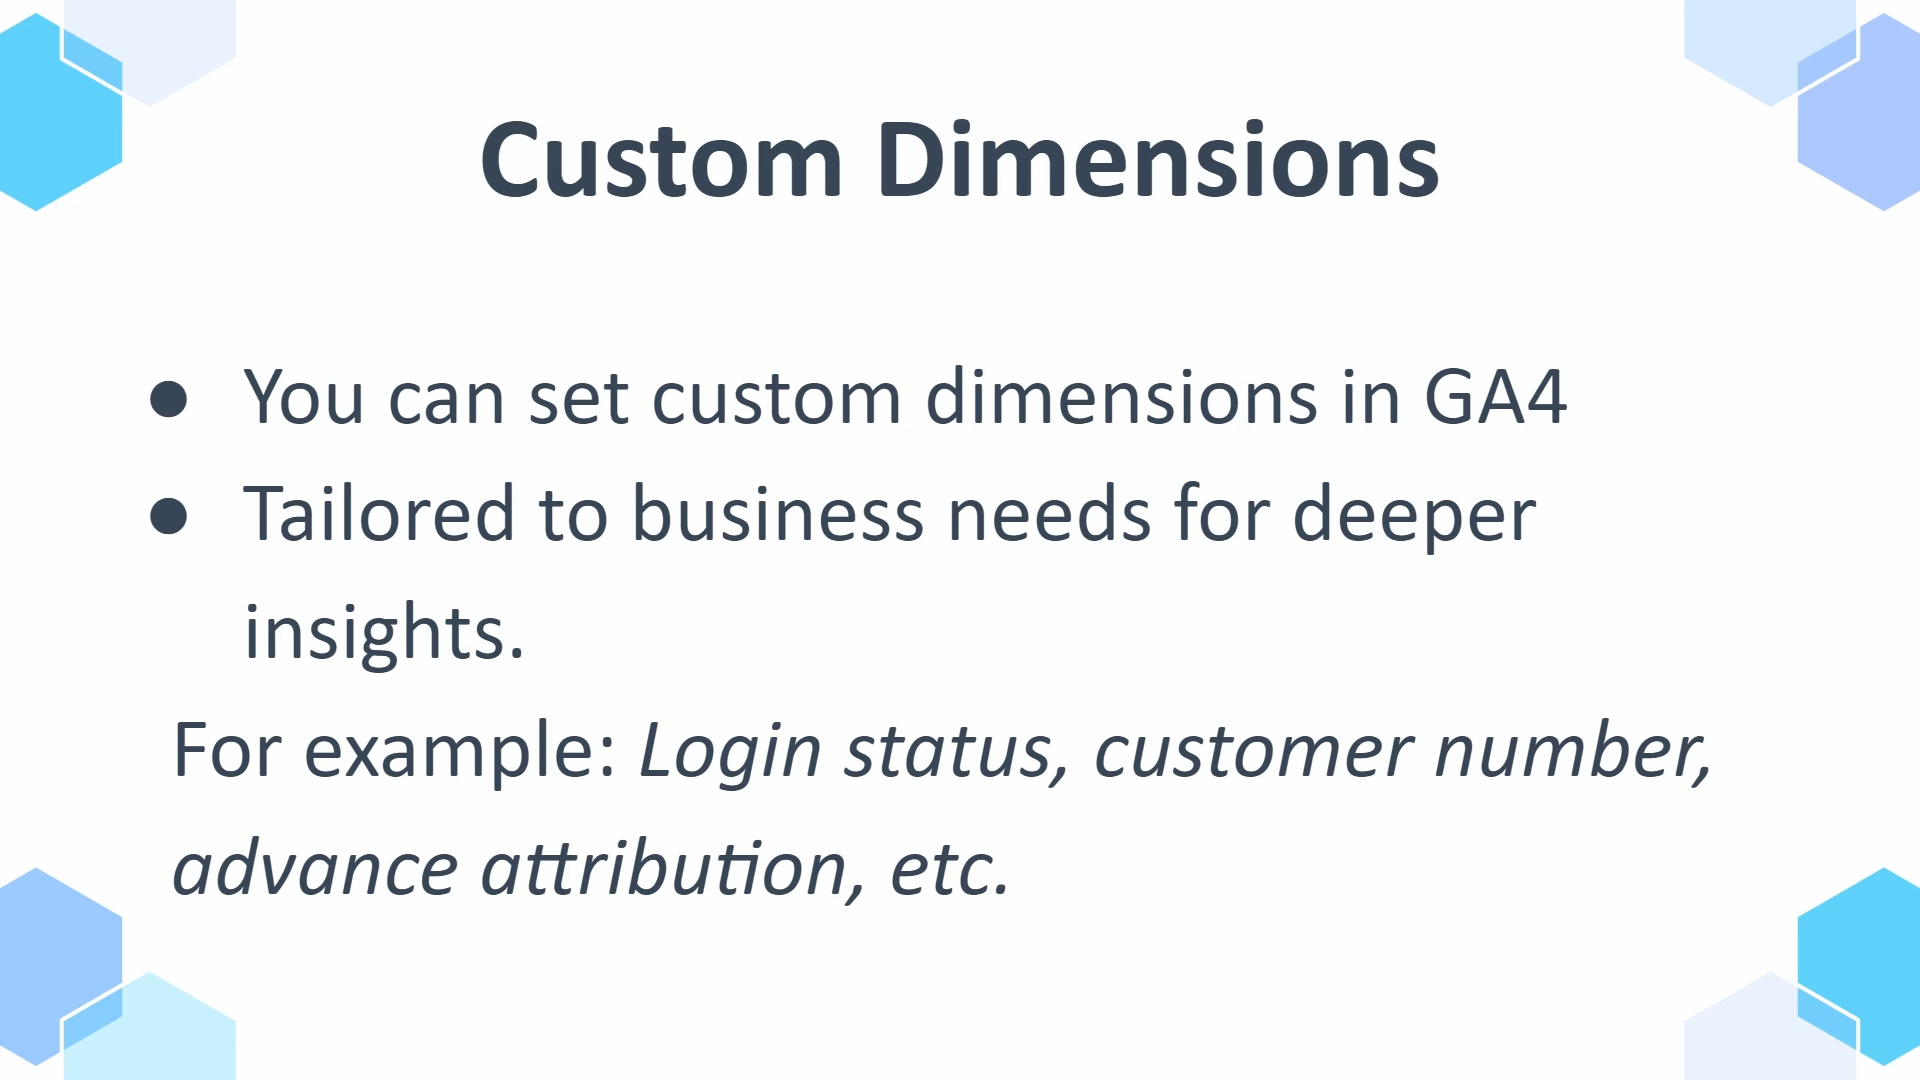 Custom Dimensions
● You can set custom dimensions in GA4
● Tailored to business needs for deeper
insights.
For example: Login status, customer number,
advance attribution, etc.